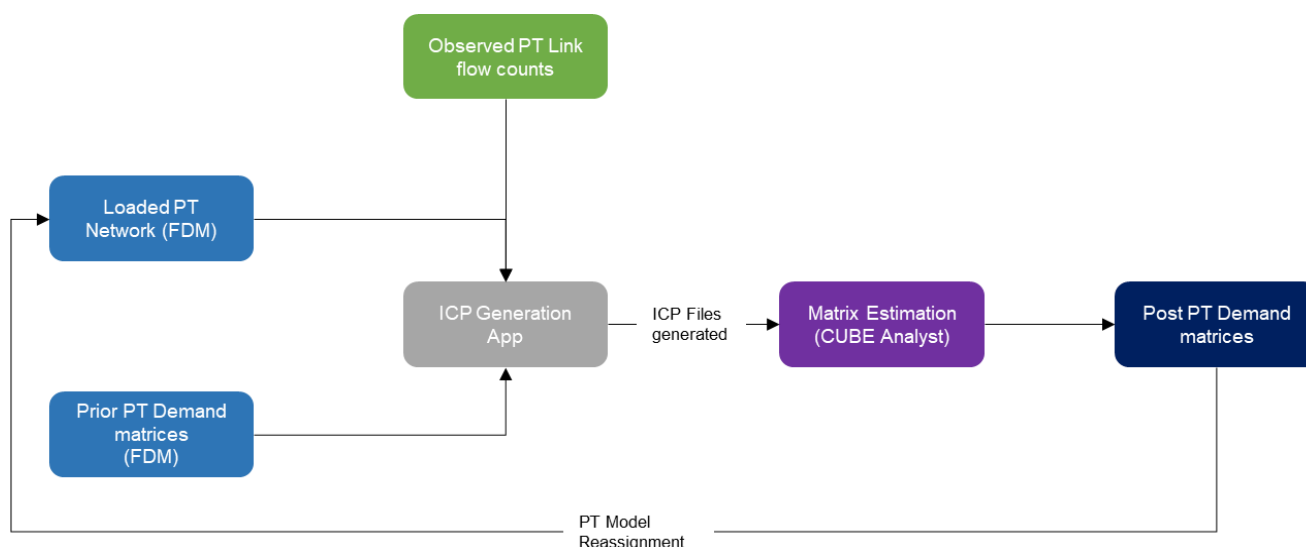 Observed PT Link
flow counts
Loaded PT
Network (FDM)
ICP Generation
App
ICP Files
generated
Matrix Estimation
(CUBE Analyst)
Post PT Demand
matrices
Prior PT Demand
matrices
(FDM)
PT Model
Reassignment